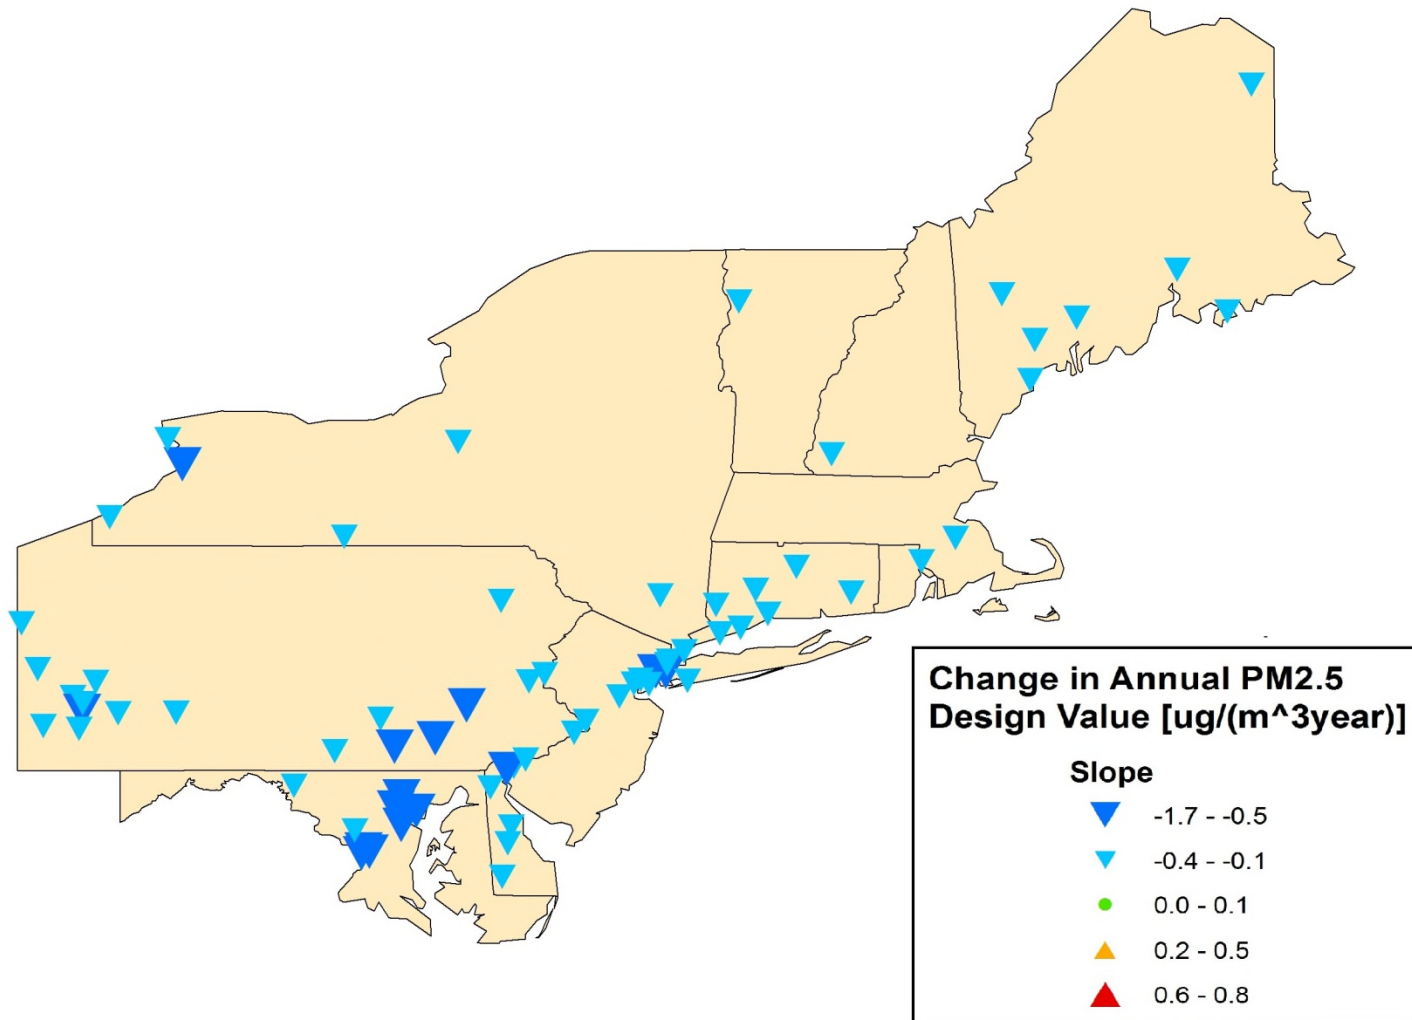 Change in Annual PM2.5
Design Value [ug/(m^3year)]
Slope
-1.7 - -0.5
-0.4 - -0.1
0.0 - 0.1
0.2 - 0.5
0.6 - 0.8